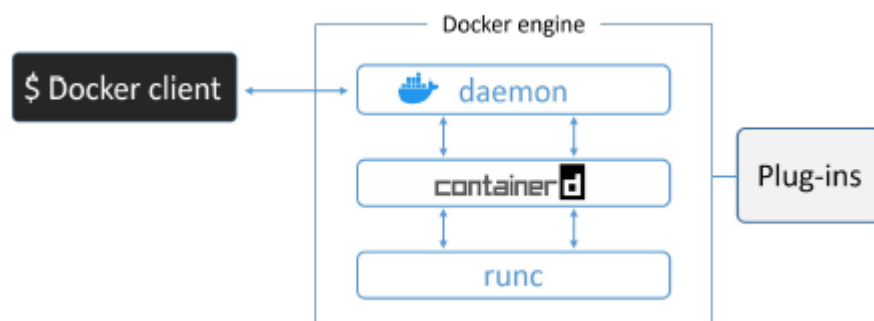 Docker engine
$ Docker client
daemon
containerd
Plug-ins
runc